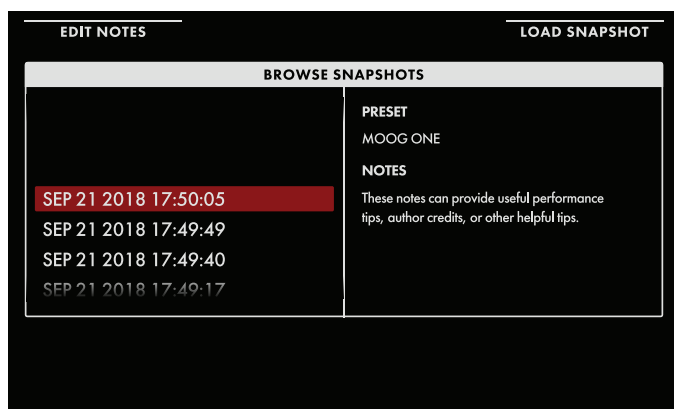 EDIT NOTES
LOAD SNAPSHOT
BROWSE SNAPSHOTS
SEP 21 2018 17:50:05
SEP 21 2018 17:49:49
SEP 21 2018 17:49:40
SEP 21 2018 17:49:17
PRESET
MOOG ONE
NOTES
These notes can provide useful performance
tips, author credits, or other helpful tips.